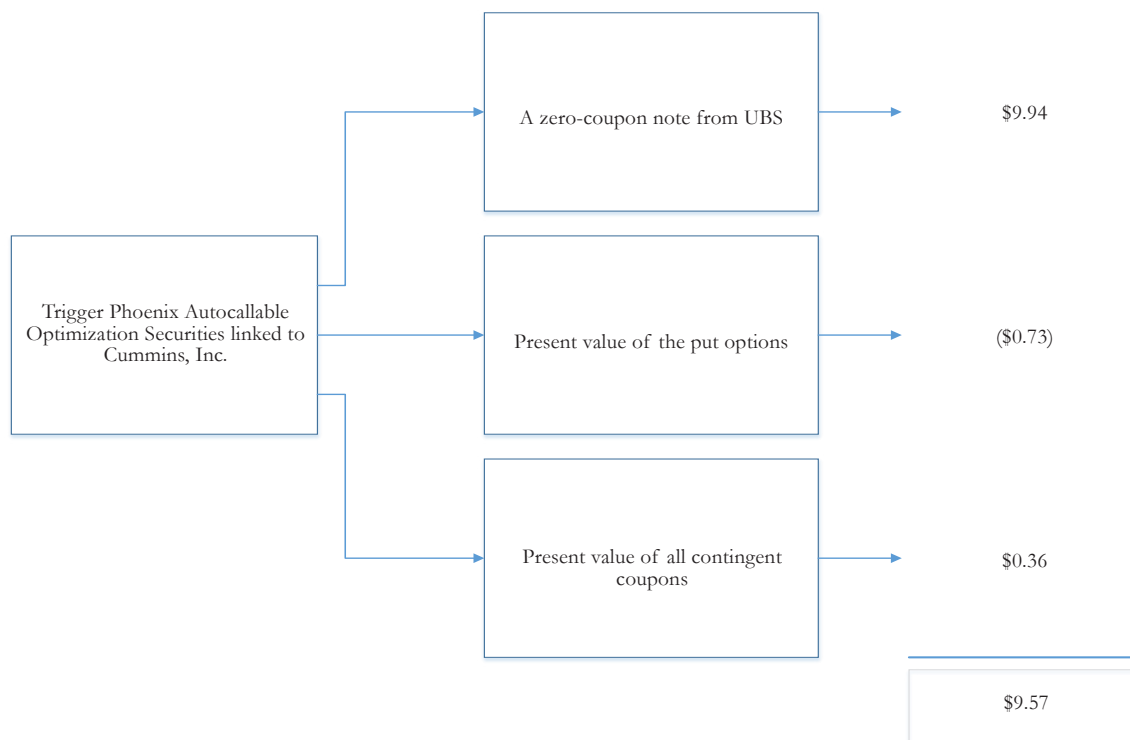 A zero-coupon note from UBS
$9.94
Trigger Phoenix Autocallable
Optimization Securities linked to
Cummins, Inc.
Present value of the put options
($0.73)
Present value of all contingent
coupons
$0.36
$9.57